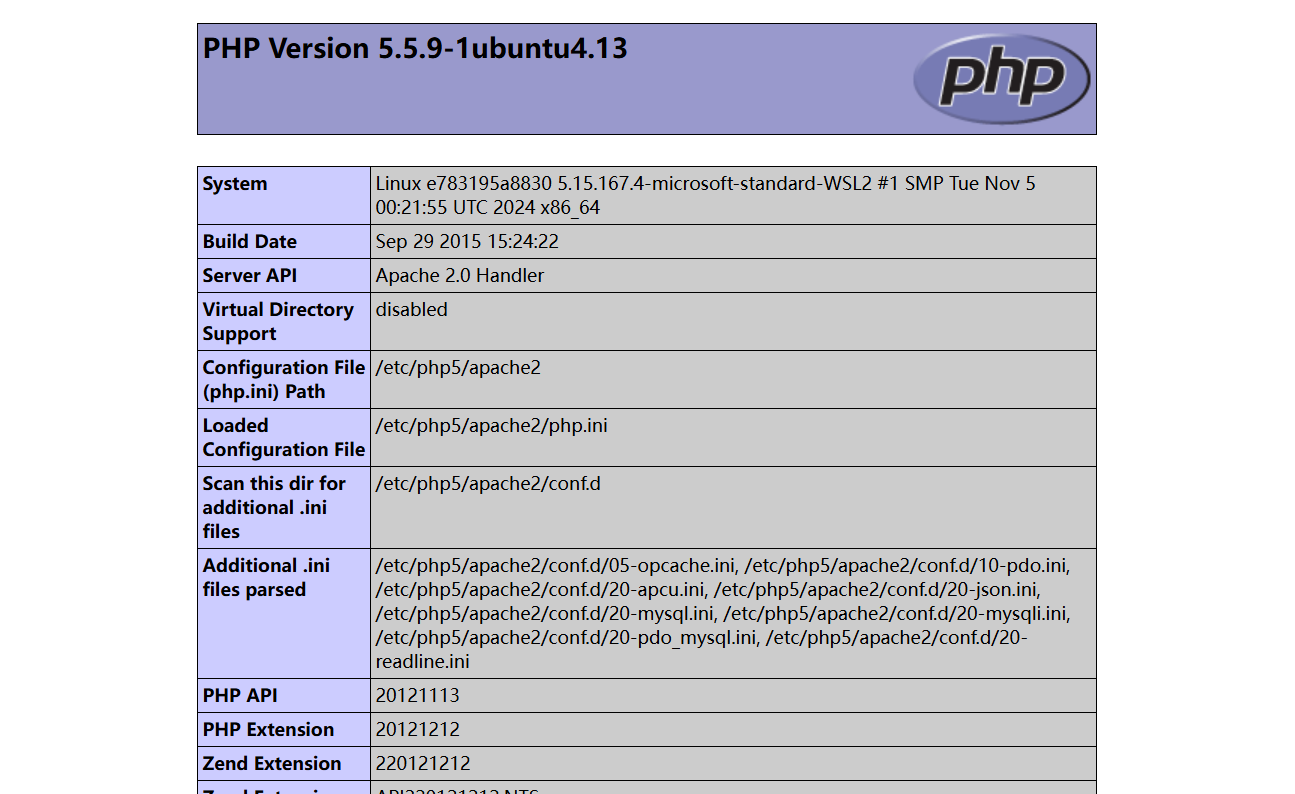 PHP Version 5.5.9-1ubuntu4.13
php
System
Linux e783195a8830 5.15.167.4-microsoft-standard-WSL2 #1 SMP Tue Nov 5
00:21:55 UTC 2024 x86_64
Build Date
Sep 29 2015 15:24:22
Server API
Apache 2.0 Handler
Virtual Directory
Support
disabled
Configuration File
(php.ini) Path
/etc/php5/apache2
Loaded
Configuration File
/etc/php5/apache2/php.ini
Scan this dir for
additional .ini
files
/etc/php5/apache2/conf.d
Additional .ini
files parsed
/etc/php5/apache2/conf.d/05-opcache.ini, /etc/php5/apache2/conf.d/10-pdo.ini,
/etc/php5/apache2/conf.d/20-apcu.ini, /etc/php5/apache2/conf.d/20-json.ini,
/etc/php5/apache2/conf.d/20-mysql.ini, /etc/php5/apache2/conf.d/20-mysqli.ini,
/etc/php5/apache2/conf.d/20-pdo_mysql.ini, /etc/php5/apache2/conf.d/20-
readline.ini
PHP API
20121113
PHP Extension
20121212
Zend Extension
220121212